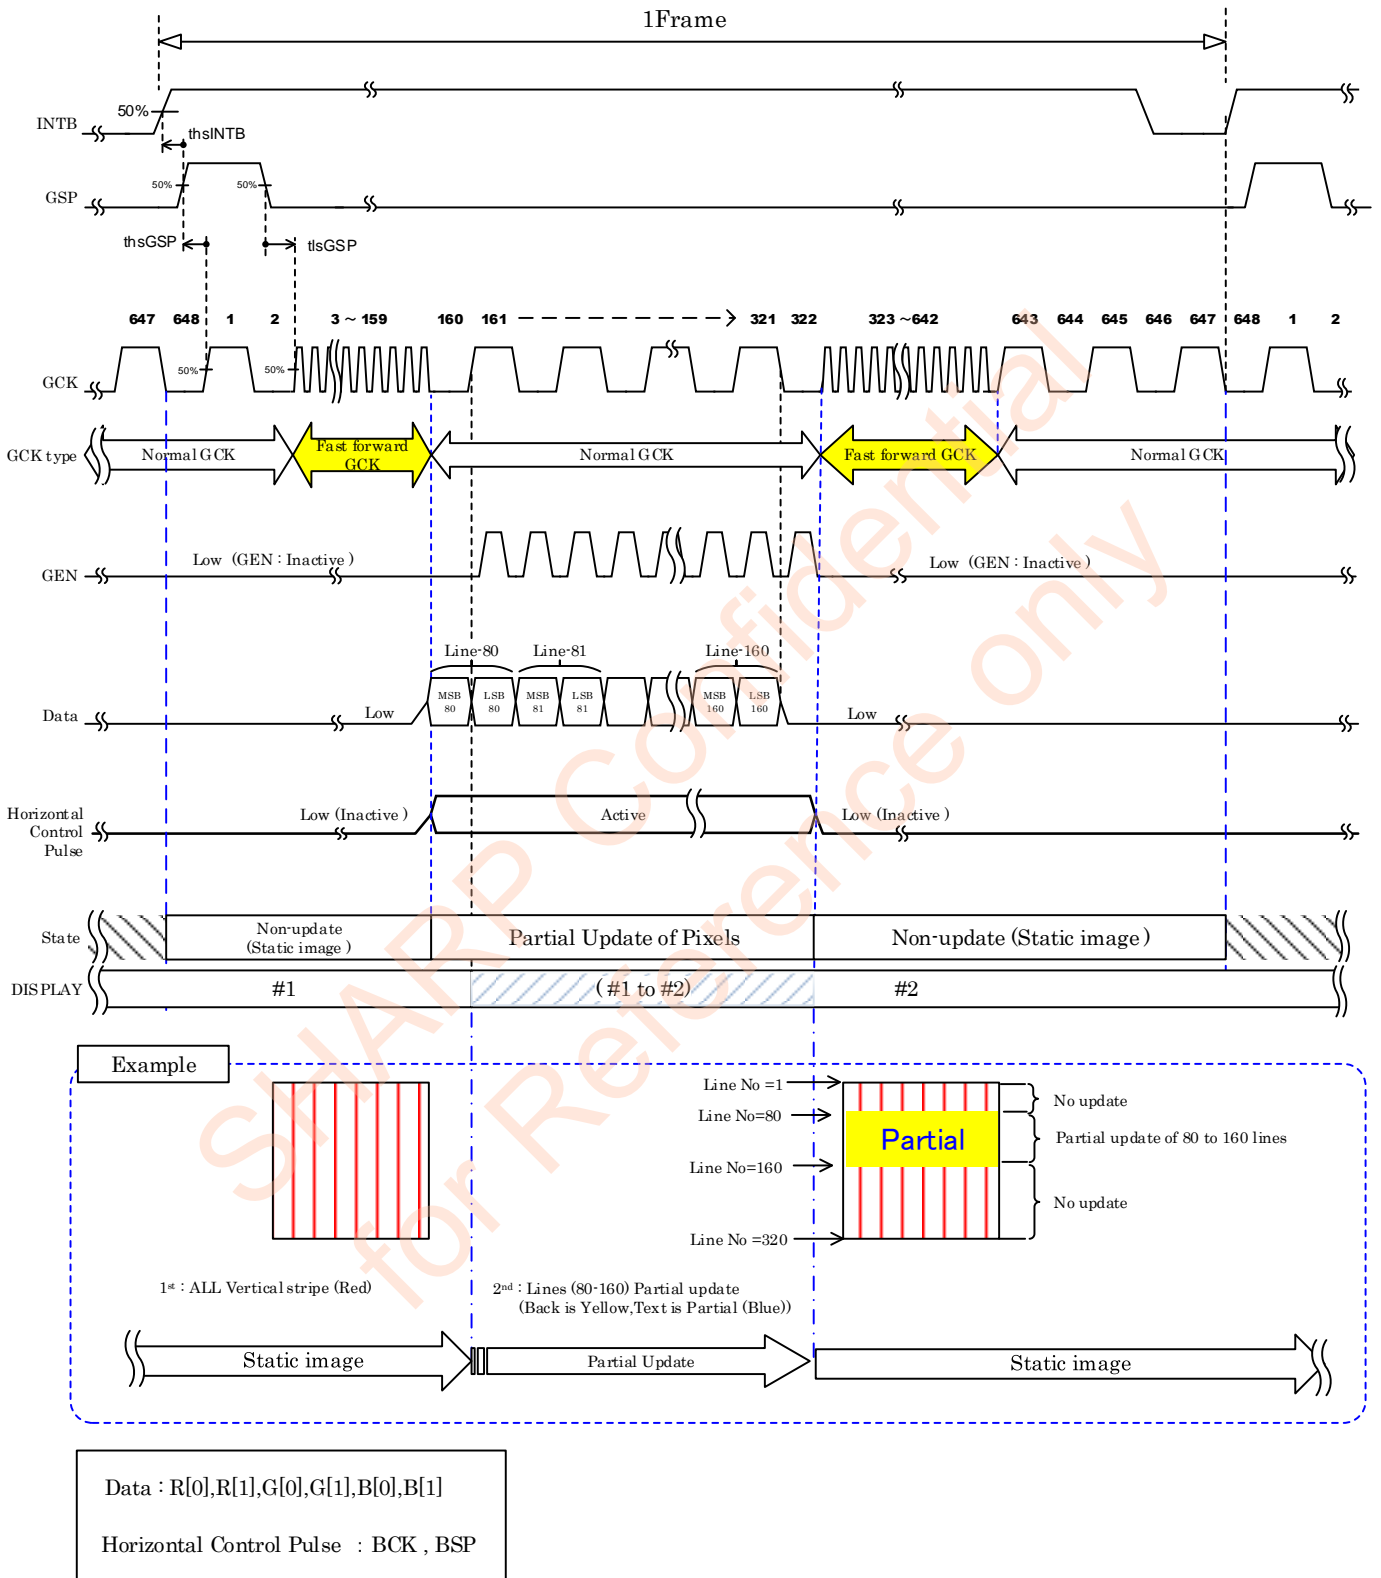 1Frame
50%
INTB
thsINTB
50%
50%
GSP
thsGSP
tlsGSP
647 648 1 2 3 ~ 159 160 161 321 322 323 ~642 643 644 645 646 647 648 1 2
50%
50%
GCK
GCK type
Normal GCK
Fast forward
GCK
Normal GCK
Fast forward GCK
Normal GCK
Low (GEN : Inactive )
Low (GEN : Inactive )
GEN
Line-80
Line-81
Line-160
MSB
80
LSB
80
MSB
81
LSB
81
MSB
160
LSB
160
Data
Low
Low
Horizontal
Control
Pulse
Low (Inactive )
Active
Low (Inactive )
State
Non-update
(Static image )
Partial Update of Pixels
Non-update (Static image )
DISPLAY
#1
( #1 to #2)
#2
Example
Line No =1
Line No=80
Line No=160
Line No =320
Partial
No update
Partial update of 80 to 160 lines
No update
1st : ALL Vertical stripe (Red)
2nd : Lines (80-160) Partial update
(Back is Yellow,Text is Partial (Blue))
Static image
Partial Update
Static image
Data : R[0],R[1],G[0],G[1],B[0],B[1]
Horizontal Control Pulse : BCK , BSP
SHARP Confidential
for Reference only